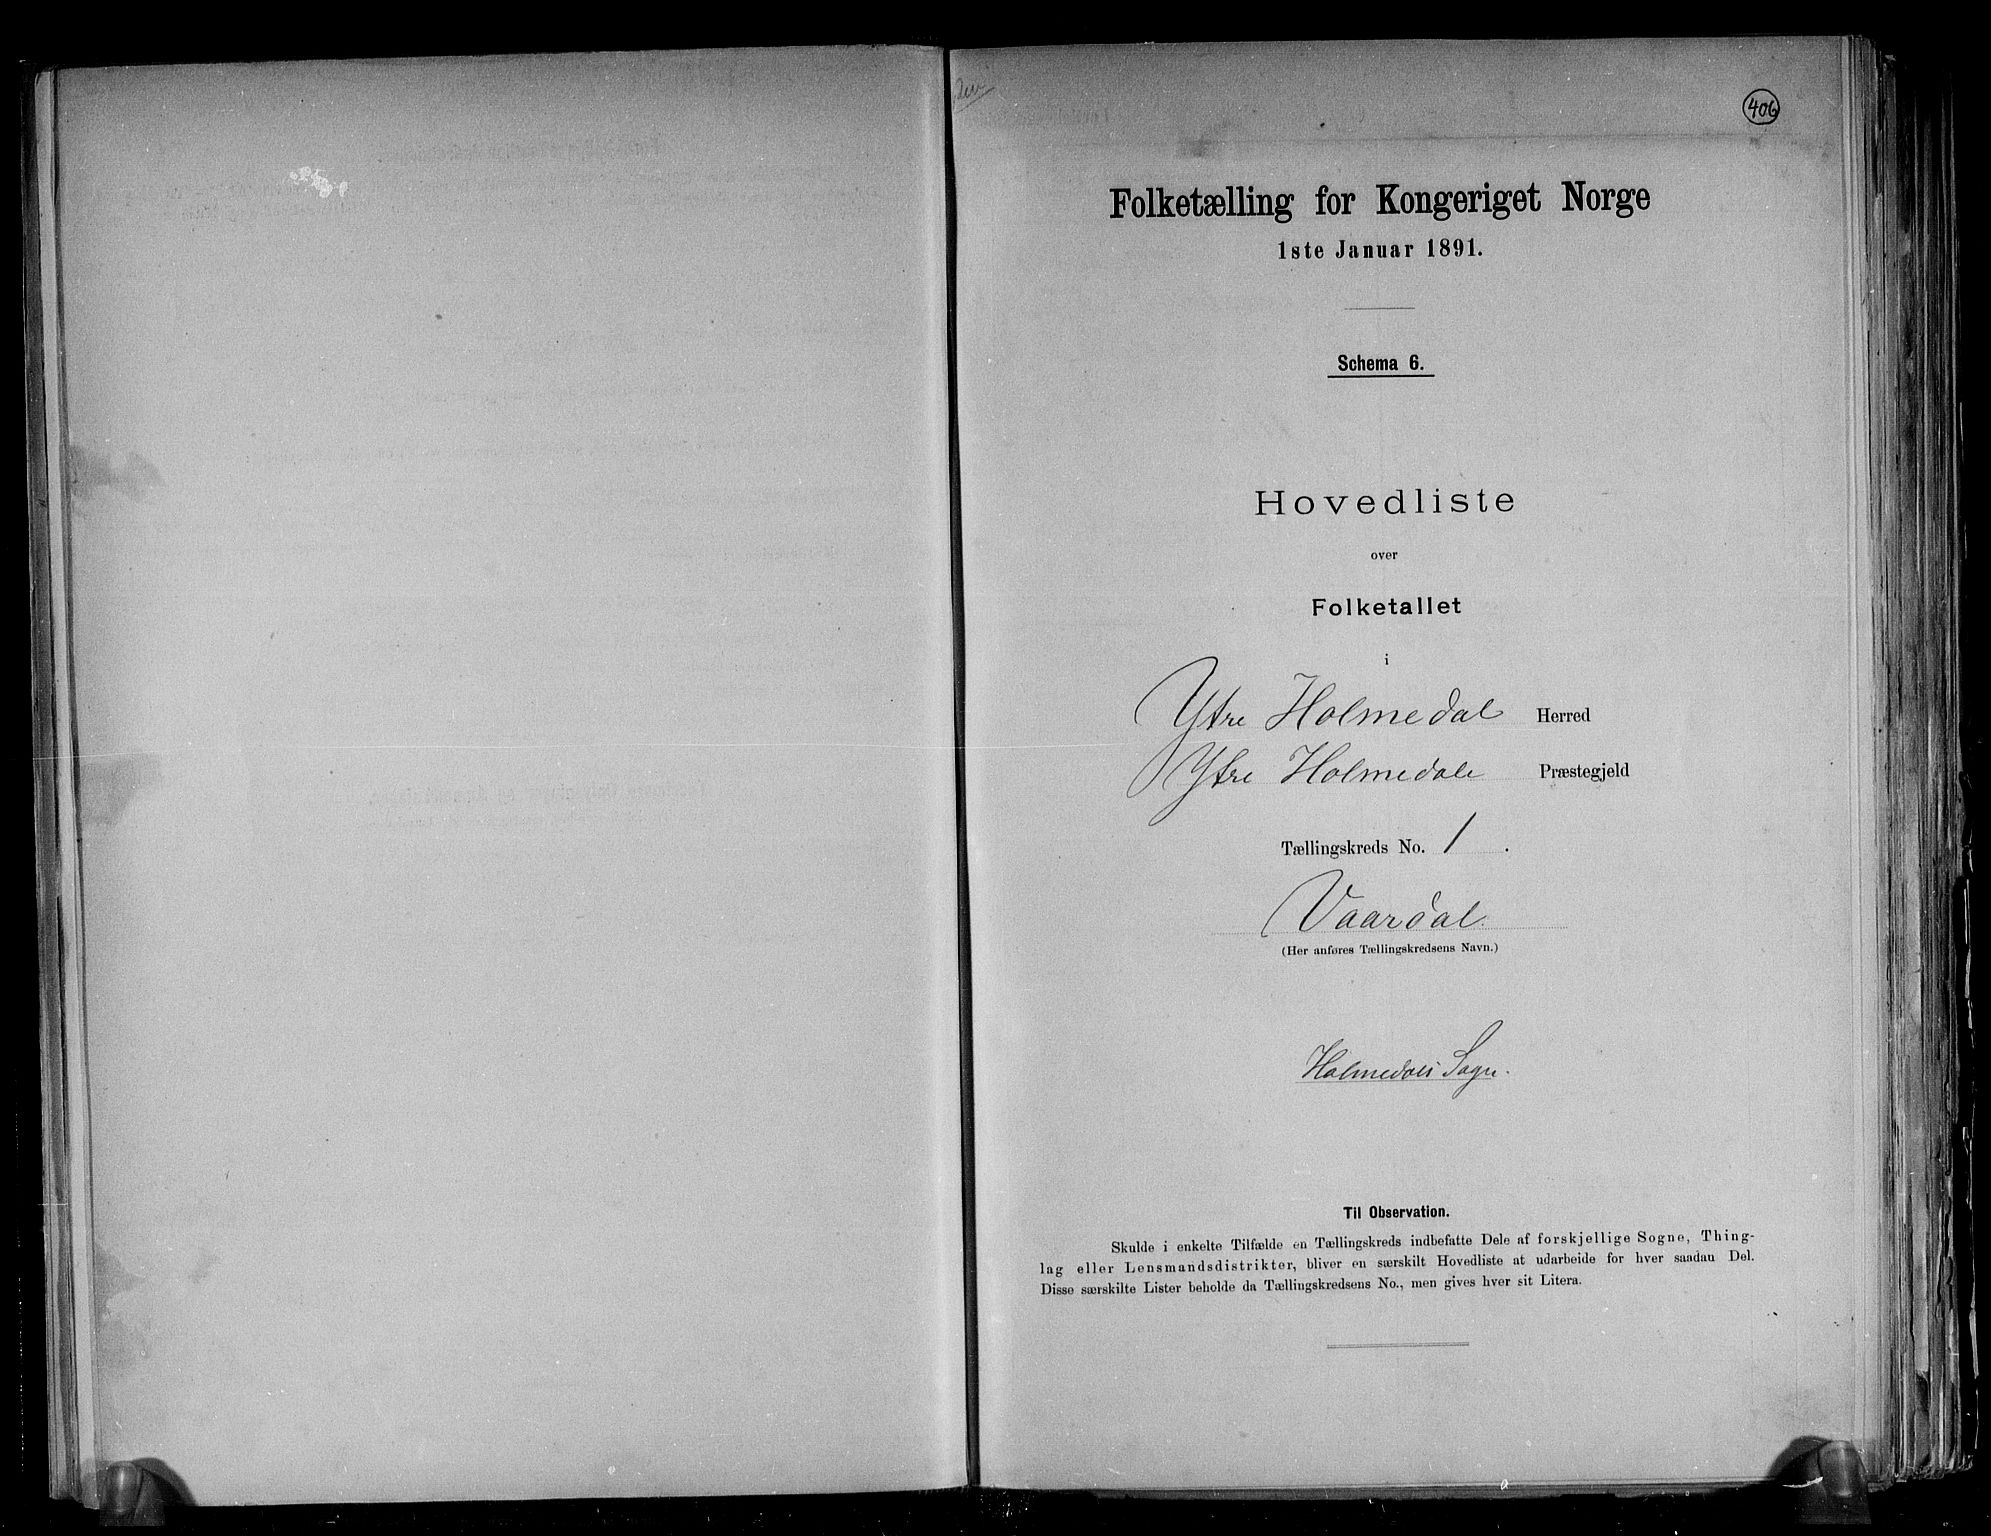 406
Folketælling for Kongeriget Norge
1ste Januar 1891.
Schema 6.
Hovedliste
over
Folketallet
i
Ytre Holmedal Herred
Ytre Holmedals Præstegjeld
Tællingskreds No. 1.
Vaardal.
(Her anføres Tællingskredsens Navn.)
Holmedals Sogn.
Til Observation.
Skulde i enkelte Tilfælde en Tællingskreds indbefatte Dele af forskjellige Sogne, Thing-
lag eller Lensmandsdistrikter, bliver en særskilt Hovedliste at udarbeide for hver saadan Del.
Disse særskilte Lister beholde da Tællingskredsens No., men gives hver sit Litera.